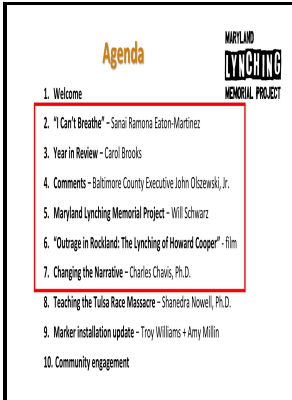 Agenda
MARYLAND
LYNCHING
MEMORIAL PROJECT
1. Welcome
2. "I Can't Breathe" – Sanai Ramona Eaton-Martinez
3. Year in Review – Carol Brooks
4. Comments – Baltimore County Executive John Olszewski, Jr.
5. Maryland Lynching Memorial Project – Will Schwarz
6. "Outrage in Rockland: The Lynching of Howard Cooper" - film
7. Changing the Narrative – Charles Chavis, Ph.D.
8. Teaching the Tulsa Race Massacre – Shanedra Nowell, Ph.D.
9. Marker installation update – Troy Williams + Amy Millin
10. Community engagement